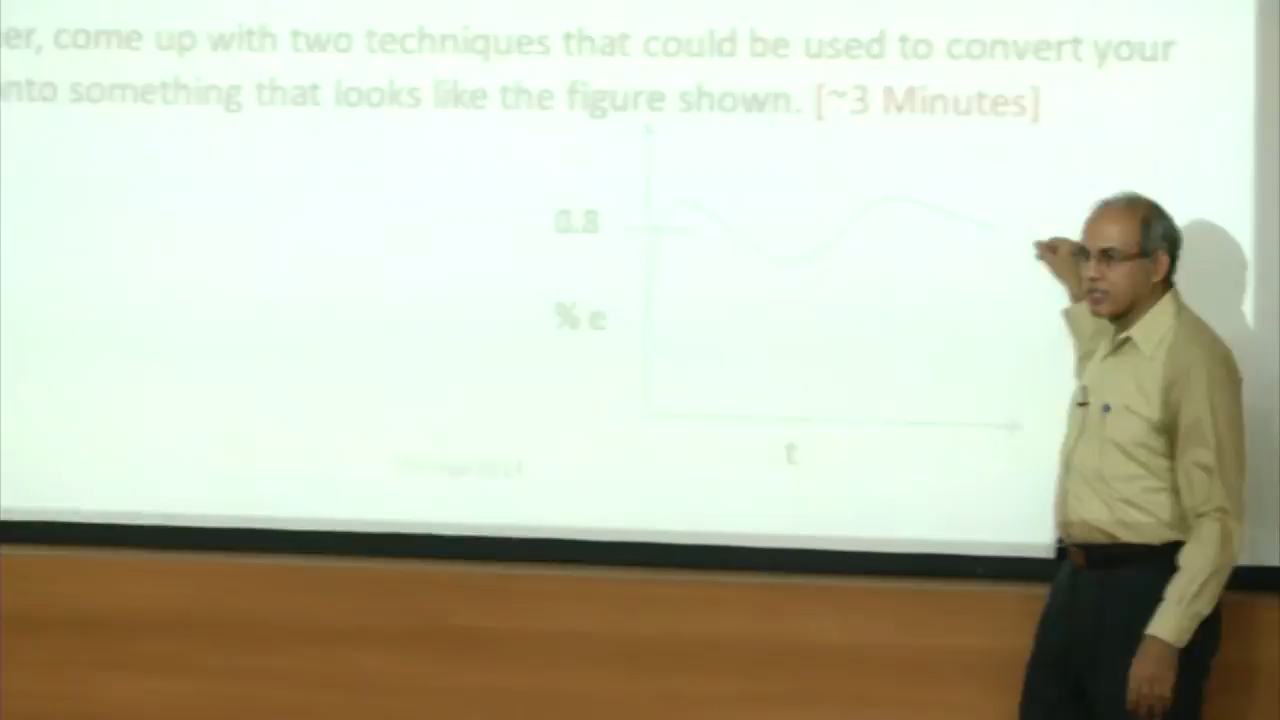 er, come up with two techniques that could be used to convert your
nto something that looks like the figure shown. [~3 Minutes]
0.8
% e
t